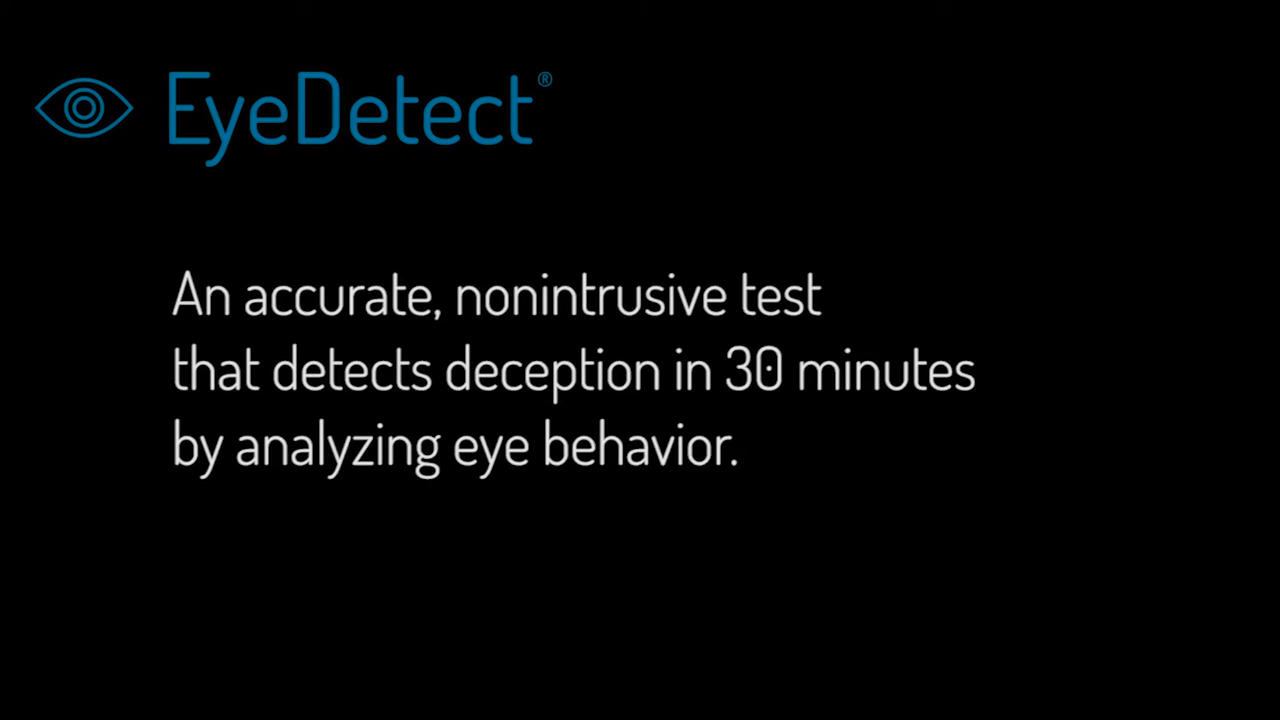 EyeDetect®
An accurate, nonintrusive test
that detects deception in 30 minutes
by analyzing eye behavior.